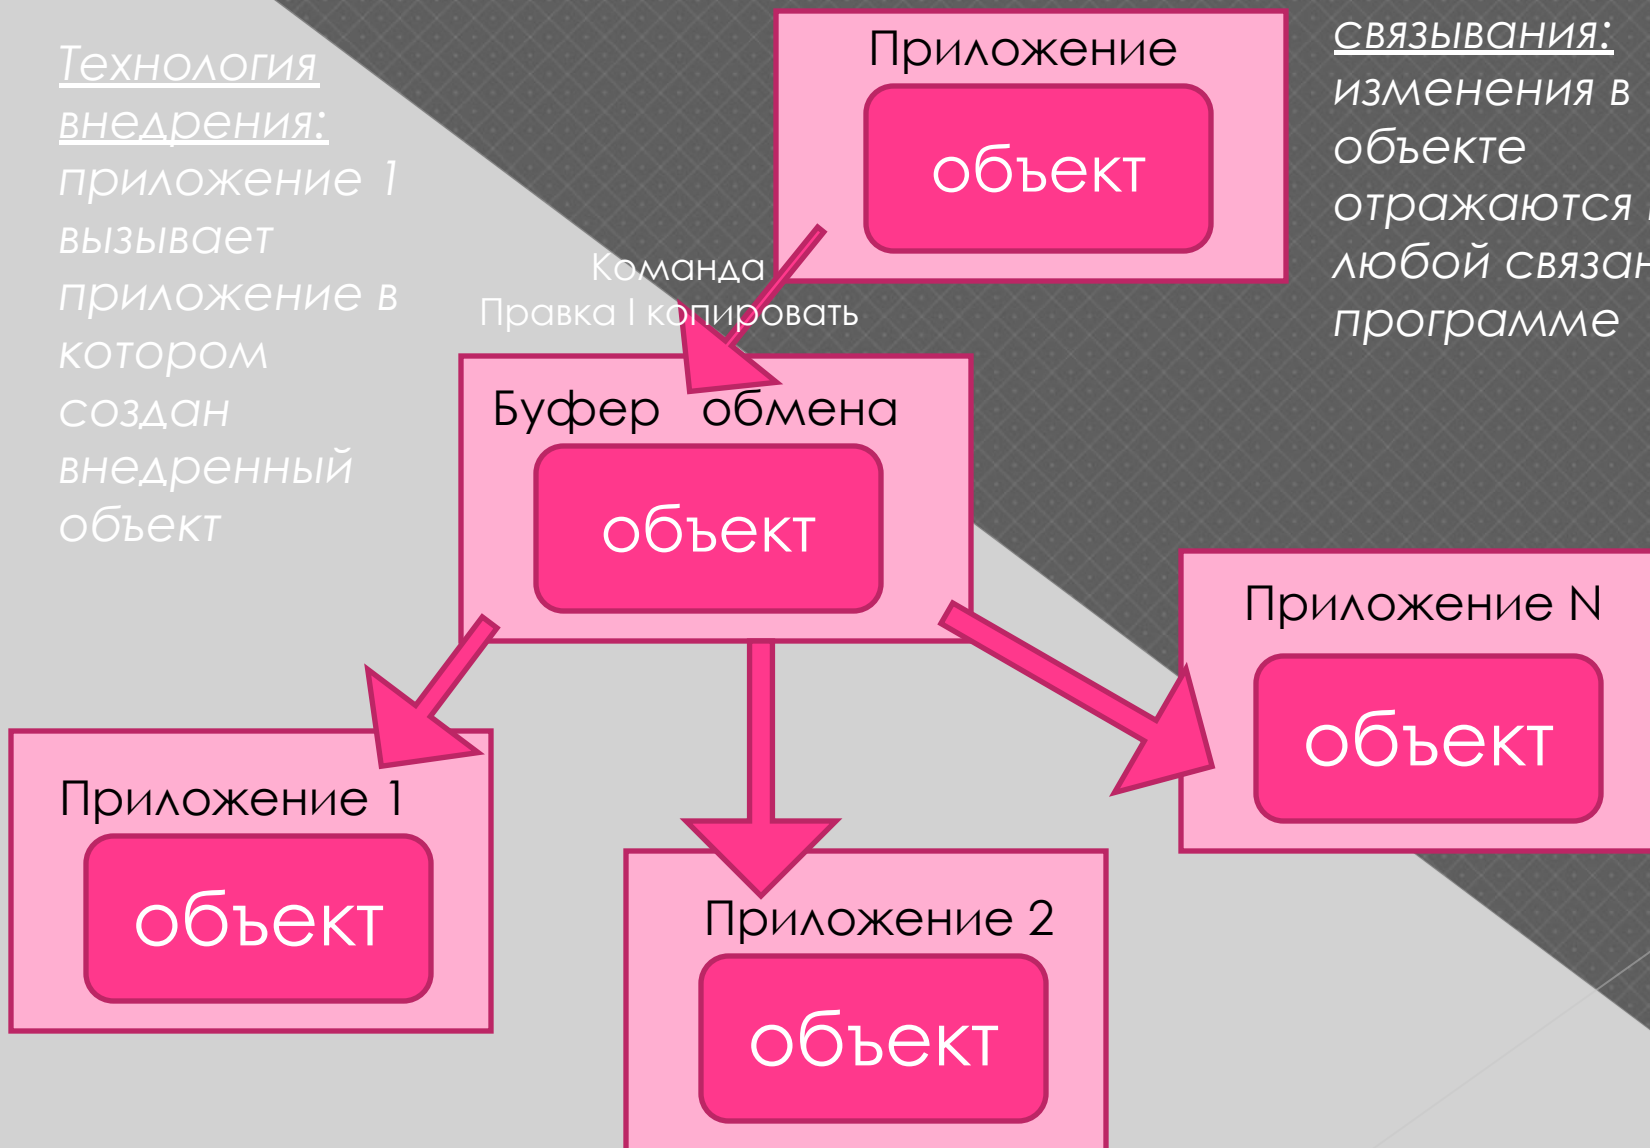 Технология
внедрения:
приложение 1
вызывает
приложение в
котором
создан
внедренный
объект
Приложение
объект
связывания:
изменения в
объекте
отражаются
любой
программе
Команда
Правка I копировать
Буфер обмена
объект
Приложение N
объект
Приложение 1
объект
Приложение 2
объект